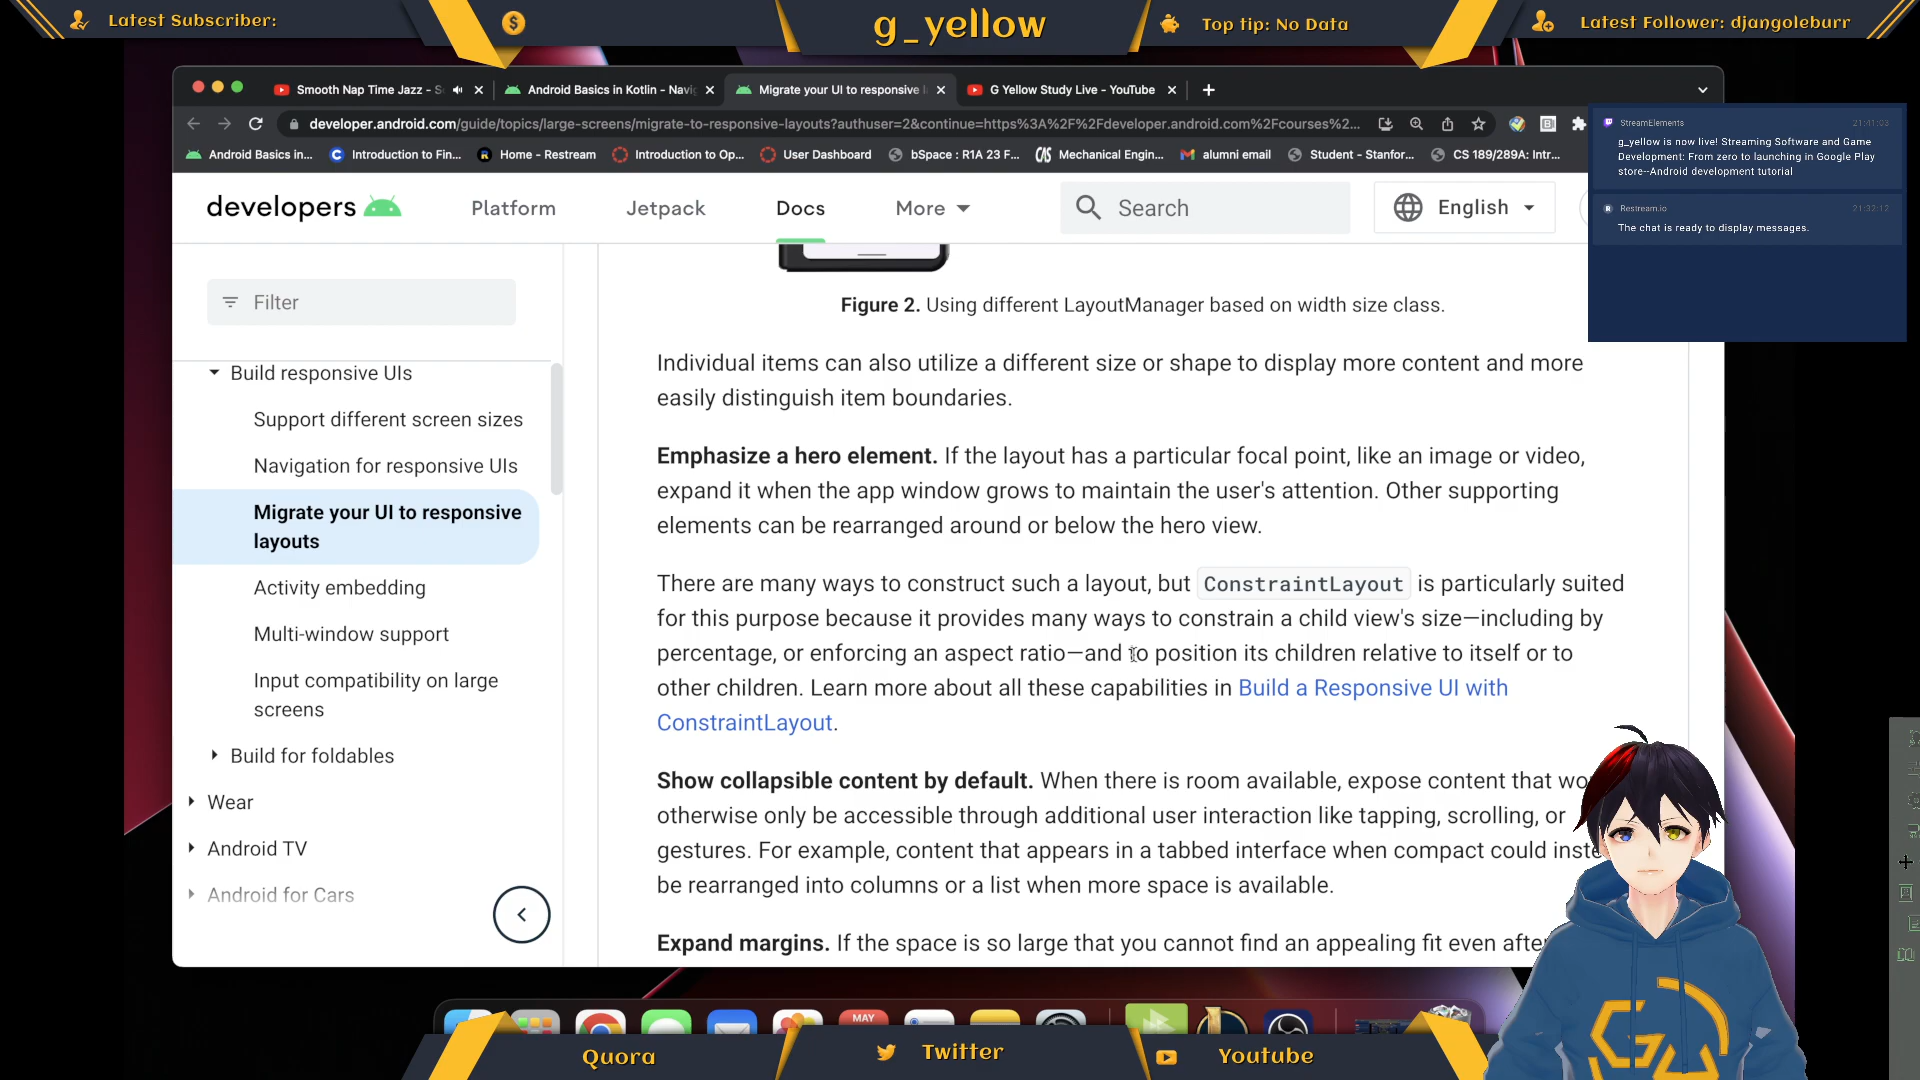 Latest Subscriber:
g_yellow
Top tip: No Data
Latest Follower: djangoleburr
Smooth Nap Time Jazz - S
Android Basics in Kotlin - Navi
Migrate your UI to responsive l
G Yellow Study Live - YouTube
developer.android.com/guide/topics/large-screens/migrate-to-responsive-layouts?authuser=2&continue=https%3A%2F%2Fdeveloper.android.com%2Fcourses%2...
Android Basics in...
Introduction to Fin...
Home - Restream
Introduction to Op...
User Dashboard
bSpace : R1A 23 F...
Mechanical Engin...
alumni email
Student - Stanfor...
CS 189/289A: Intr...
StreamElements
21:41:03
g_yellow is now live! Streaming Software and Game
Development: From zero to launching in Google Play
store--Android development tutorial
Restream.io
21:32:12
The chat is ready to display messages.
developers
Platform
Jetpack
Docs
More
Search
English
Filter
Build responsive UIs
Support different screen sizes
Navigation for responsive UIs
Migrate your UI to responsive
layouts
Activity embedding
Multi-window support
Input compatibility on large
screens
Build for foldables
Wear
Android TV
Android for Cars
Figure 2. Using different LayoutManager based on width size class.
Individual items can also utilize a different size or shape to display more content and more
easily distinguish item boundaries.
Emphasize a hero element. If the layout has a particular focal point, like an image or video,
expand it when the app window grows to maintain the user's attention. Other supporting
elements can be rearranged around or below the hero view.
There are many ways to construct such a layout, but ConstraintLayout is particularly suited
for this purpose because it provides many ways to constrain a child view's size—including by
percentage, or enforcing an aspect ratio—and to position its children relative to itself or to
other children. Learn more about all these capabilities in Build a Responsive UI with
ConstraintLayout.
Show collapsible content by default. When there is room available, expose content that wo
otherwise only be accessible through additional user interaction like tapping, scrolling, or
gestures. For example, content that appears in a tabbed interface when compact could inste
be rearranged into columns or a list when more space is available.
Expand margins. If the space is so large that you cannot find an appealing fit even after
MAY
Quora
Twitter
Youtube